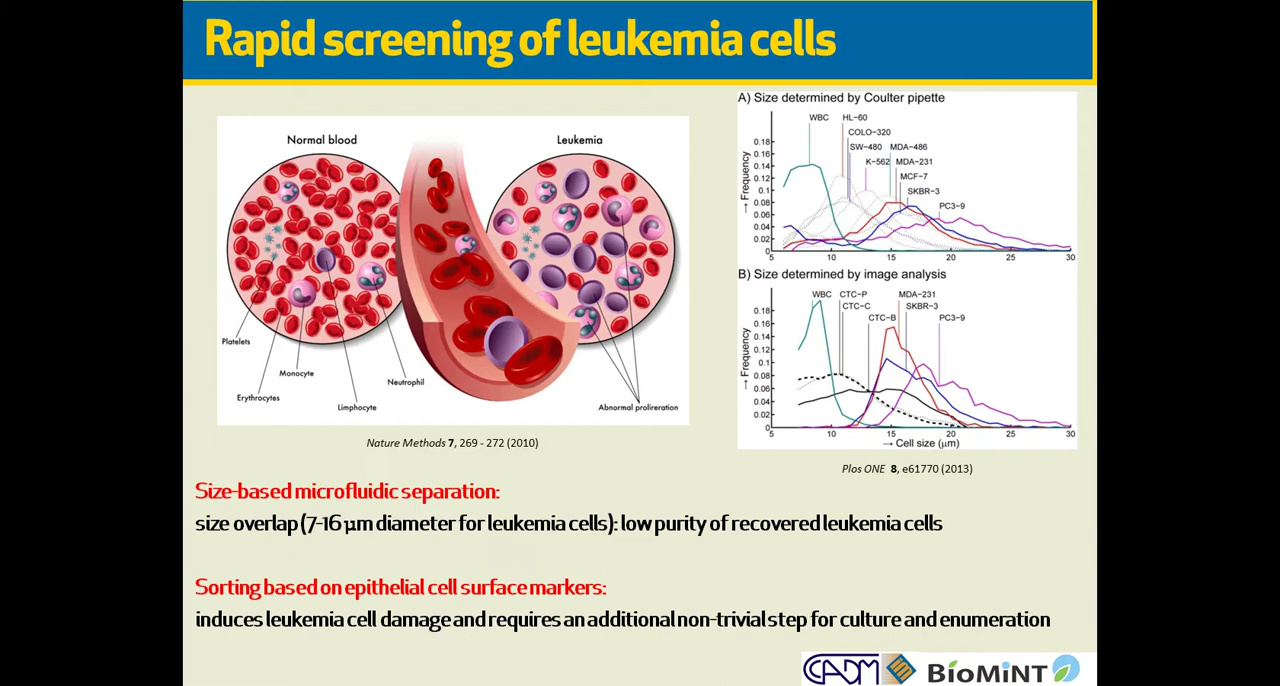 Rapid screening of leukemia cells
Normal blood
Leukemia
Platelets
Monocyte
Erythrocytes
Limphocyte
Neutrophil
Abnormal prolireration
Nature Methods 7, 269 - 272 (2010)
A) Size determined by Coulter pipette
WBC
HL-60
COLO-320
SW-480
MDA-486
K-562
MDA-231
MCF-7
SKBR-3
PC3-9
→ Frequency
0.18
0.16
0.14
0.12
0.1
0.08
0.06
0.04
0.02
0
5 10 15 20 25 30
B) Size determined by image analysis
WBC
CTC-P
MDA-231
CTC-C
SKBR-3
CTC-B
PC3-9
→ Frequency
0.18
0.16
0.14
0.12
0.1
0.08
0.06
0.04
0.02
0
5 10 15 20 25 30
→ Cell size (μm)
Plos ONE 8, e61770 (2013)
Size-based microfluidic separation:
size overlap (7-16 μm diameter for leukemia cells): low purity of recovered leukemia cells
Sorting based on epithelial cell surface markers:
induces leukemia cell damage and requires an additional non-trivial step for culture and enumeration
CADM BioMINT